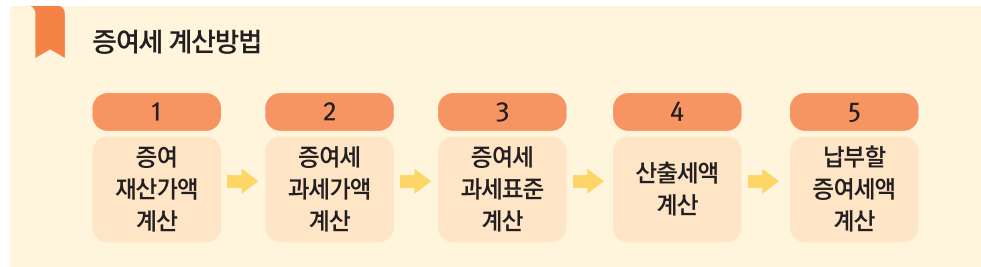 증여세 계산방법
1
증여
재산가액
계산
2
증여세
과세가액
계산
3
증여세
과세표준
계산
4
산출세액
계산
5
납부할
증여세액
계산